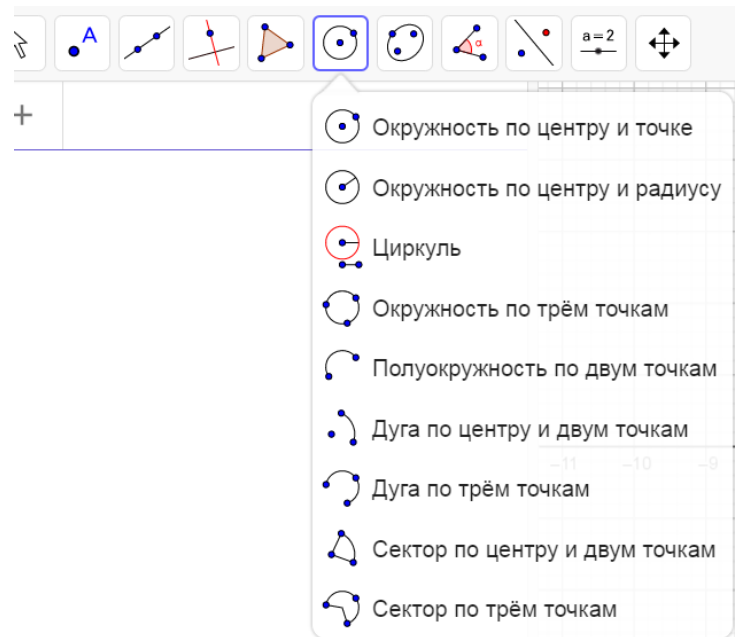 A
α
a=2
+
Окружность по центру и точке
Окружность по центру и радиусу
Циркуль
Окружность по трём точкам
Полуокружность по двум точкам
Дуга по центру и двум точкам
-11 -10 -9
Дуга по трём точкам
Сектор по центру и двум точкам
Сектор по трём точкам